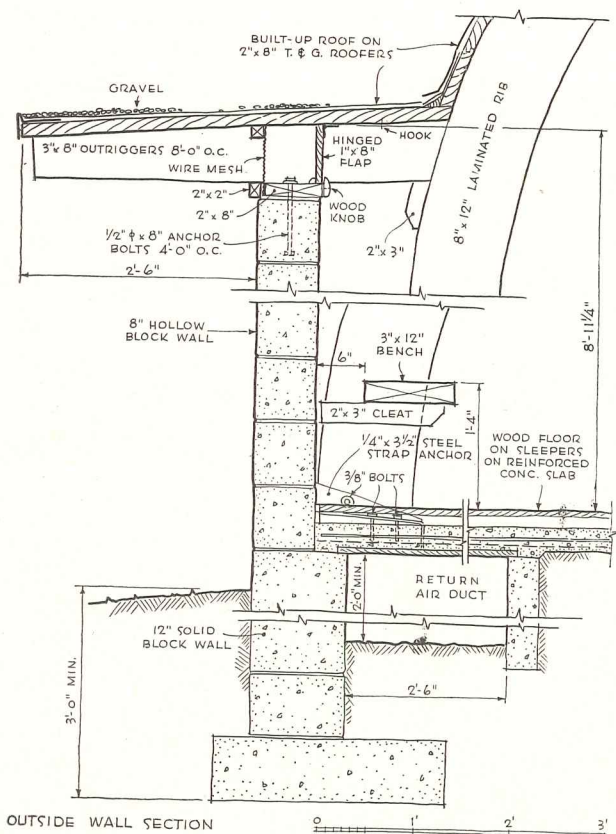 BUILT-UP ROOF ON
2" x 8" T. & G. ROOFERS
GRAVEL
8" x 12" LAMINATED RIB
HOOK
3" x 8" OUTRIGGERS 8'-0" O.C.
HINGED
1" x 8"
FLAP
WIRE MESH
2" x 2"
2" x 8"
WOOD
KNOB
2" x 3"
1/2" ϕ x 8" ANCHOR
BOLTS 4'-0" O.C.
2'-6"
8'-11 1/4"
8" HOLLOW
BLOCK WALL
3" x 12"
BENCH
6"
2" x 3" CLEAT
1'-4"
1/4" x 3 1/2" STEEL
STRAP ANCHOR
3/8" BOLTS
WOOD FLOOR
ON SLEEPERS
ON REINFORCED
CONC. SLAB
2'-0" MIN.
RETURN
AIR DUCT
12" SOLID
BLOCK WALL
3'-0" MIN.
2'-6"
OUTSIDE WALL SECTION
0 1' 2' 3'